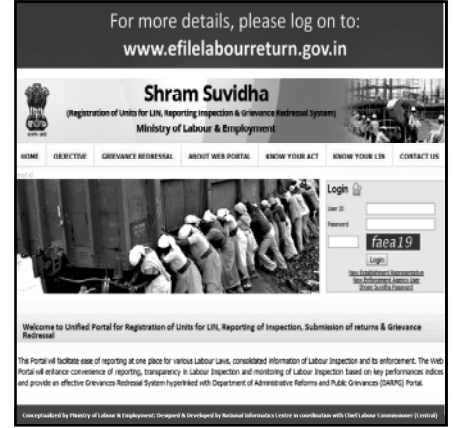 For more details, please log on to:
www.efilelabourreturn.gov.in
Shram Suvidha
(Registration of Units for LIN, Reporting Inspection & Grievance Redressal System)
Ministry of Labour & Employment
HOME OBJECTIVE GRIEVANCE REDRESSAL ABOUT WEB PORTAL KNOW YOUR ACT KNOW YOUR LIN CONTACT US
Login
User ID
Password
faea19
Login
New Establishment Representative
New Enforcement Agency User
Shram Suvidha Password
Welcome to Unified Portal for Registration of Units for LIN, Reporting of Inspection, Submission of returns & Grievance
Redressal
This Portal will facilitate ease of reporting at one place for various Labour Laws, consolidated information of Labour Inspection and its enforcement. The Web
Portal will enhance convenience of reporting, transparency in Labour Inspection and monitoring of Labour Inspection based on key performances indices
and provide an effective Grievances Redressal System hyperlinked with Department of Administrative Reforms and Public Grievances (DARPG) Portal.
Conceptualized by Ministry of Labour & Employment: Designed & Developed by National Informatics Centre in coordination with Chief Labour Commissioner (Central)